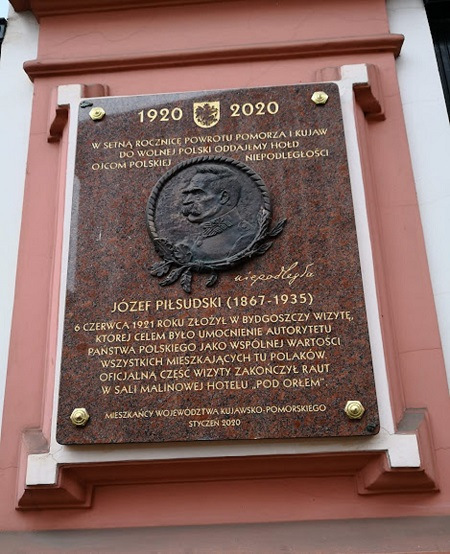 1920 2020
W SETNĄ ROCZNICĘ POWROTU POMORZA I KUJAW
DO WOLNEJ POLSKI ODDAJEMY HOŁD
OJCOM POLSKIEJ NIEPODLEGŁOŚCI
niepodległa
JÓZEF PIŁSUDSKI (1867-1935)
6 CZERWCA 1921 ROKU ZŁOŻYŁ W BYDGOSZCZY WIZYTĘ,
KTÓREJ CELEM BYŁO UMOCNIENIE AUTORYTETU
PAŃSTWA POLSKIEGO JAKO WSPÓLNEJ WARTOŚCI
WSZYSTKICH MIESZKAJĄCYCH TU POLAKÓW.
OFICJALNĄ CZĘŚĆ WIZYTY ZAKOŃCZYŁ RAUT
W SALI MALINOWEJ HOTELU „POD ORŁEM”.
MIESZKAŃCY WOJEWÓDZTWA KUJAWSKO-POMORSKIEGO
STYCZEŃ 2020